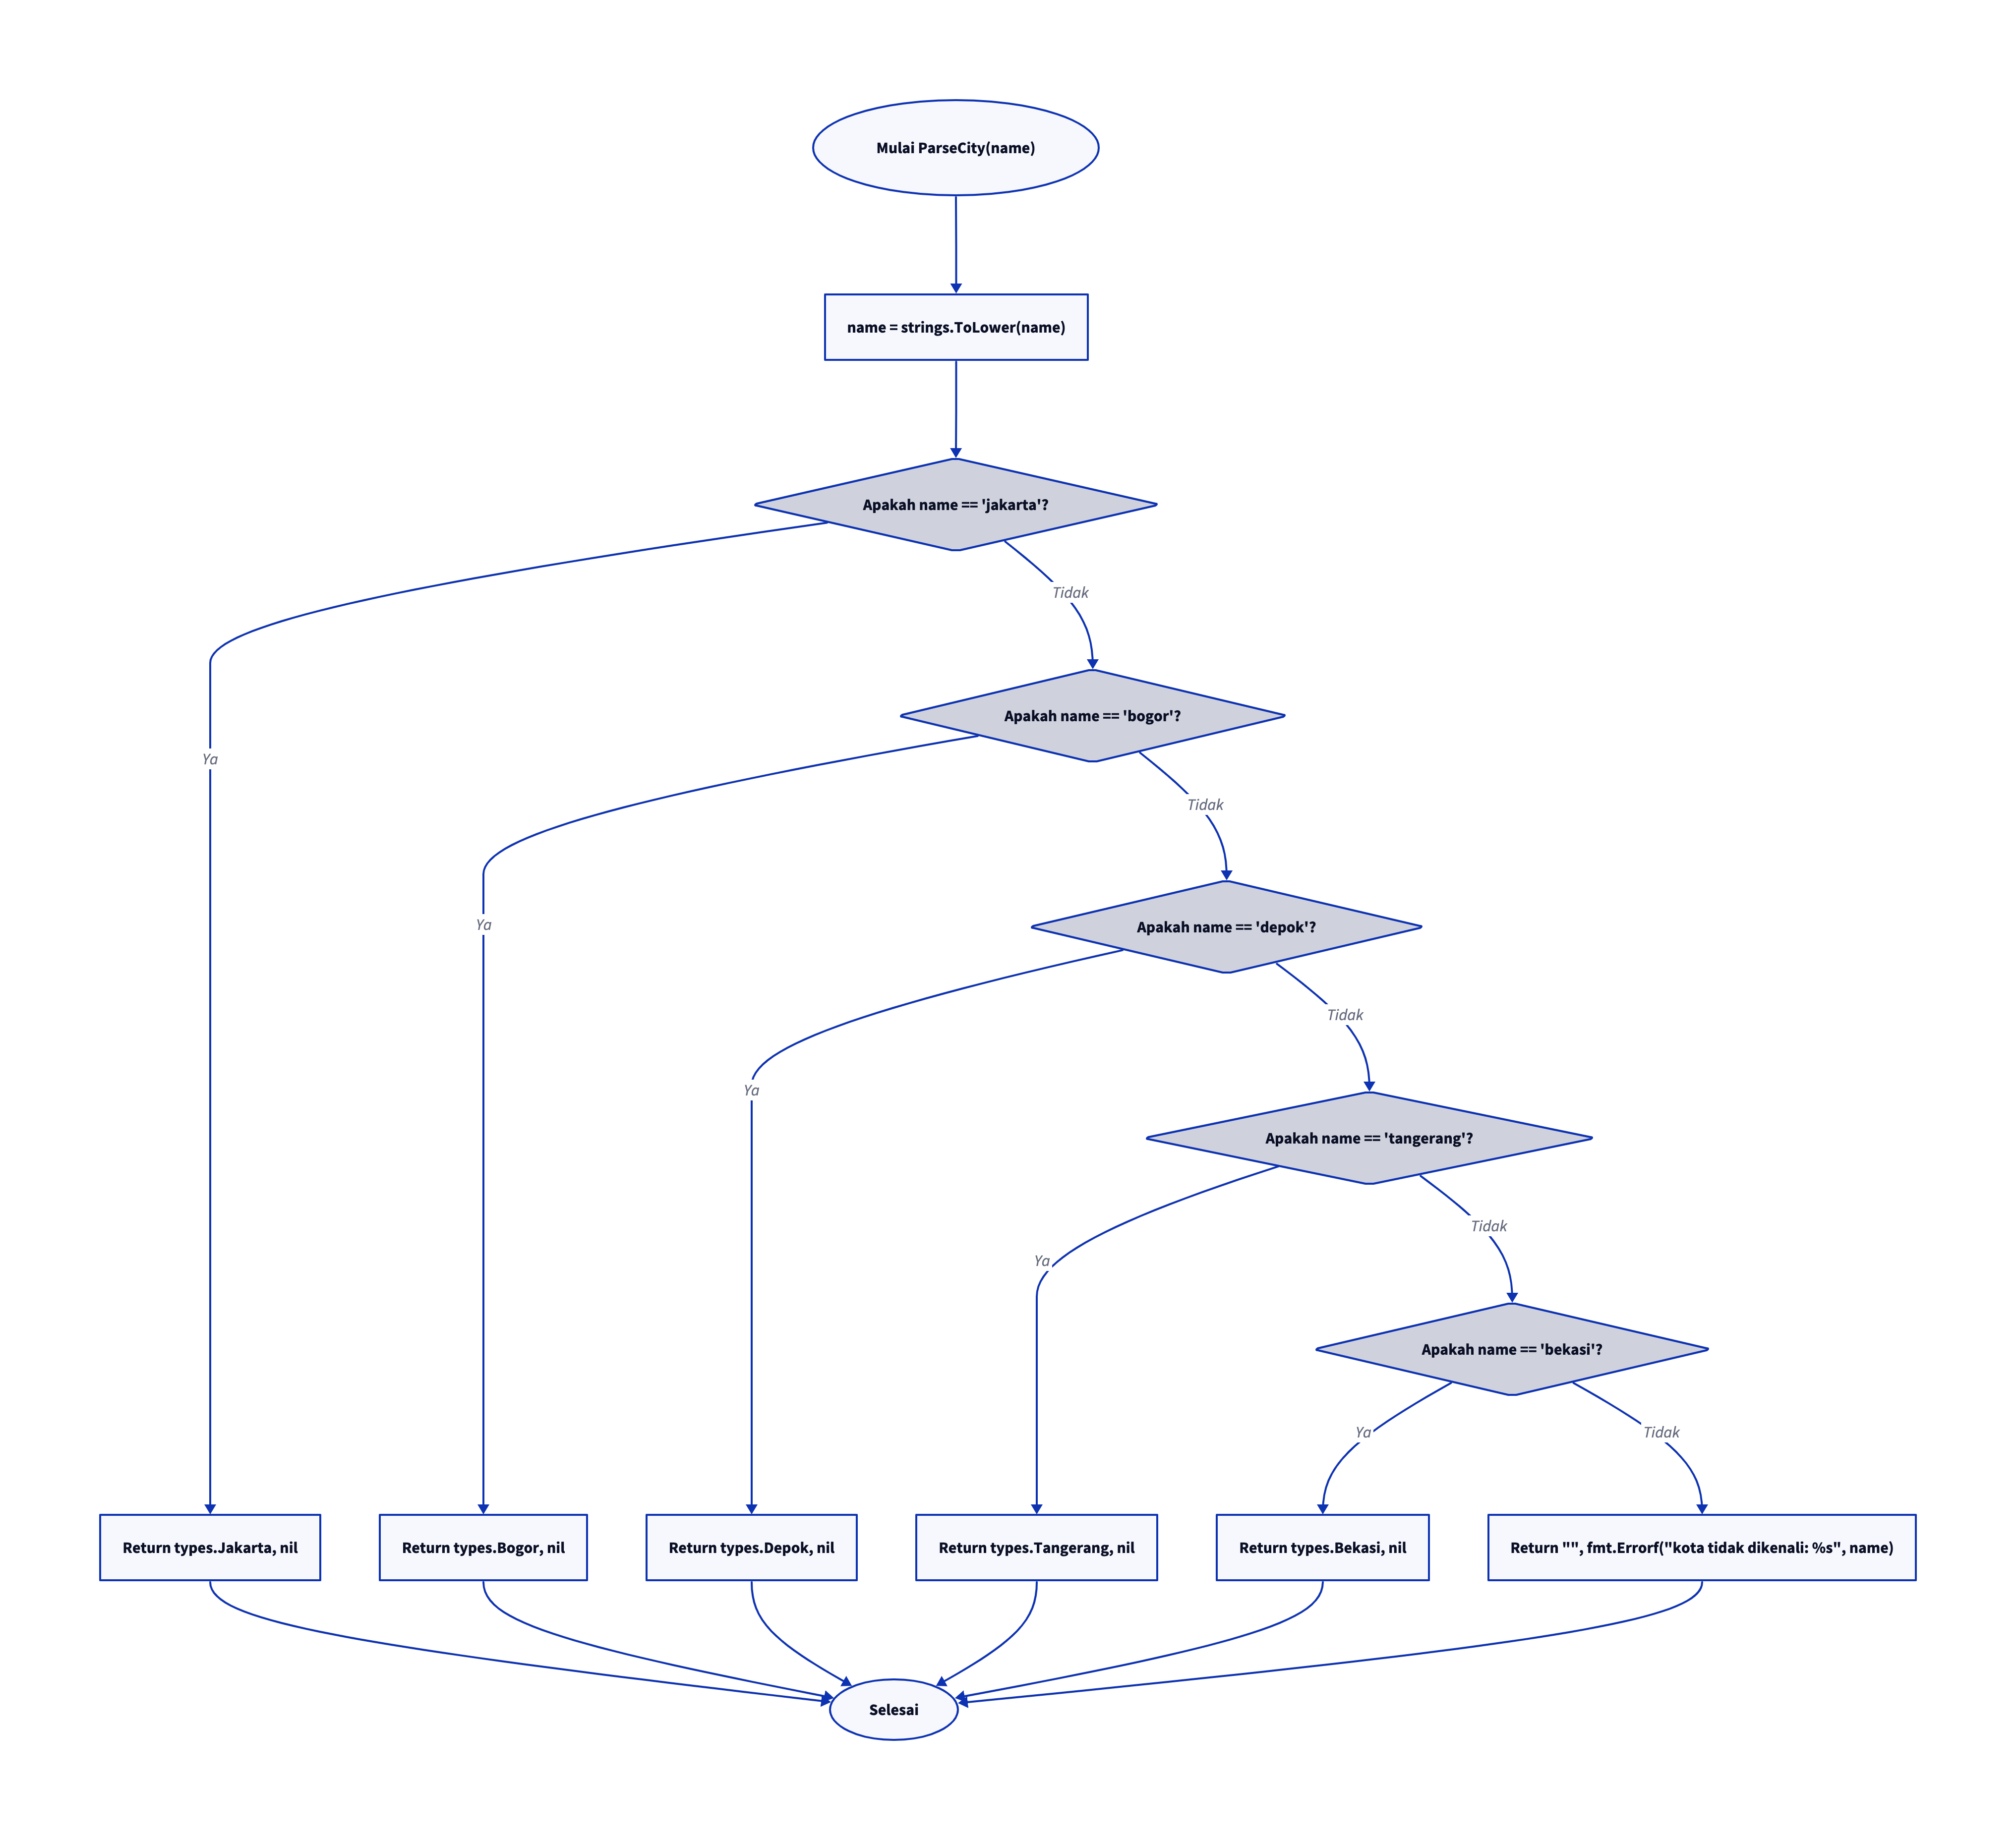 Mulai ParseCity(name)
name = strings.ToLower(name)
Apakah name == 'jakarta'?
Tidak
Apakah name == 'bogor'?
Ya
Tidak
Apakah name == 'depok'?
Ya
Tidak
Ya
Apakah name == 'tangerang'?
Tidak
Ya
Apakah name == 'bekasi'?
Ya
Tidak
Return types.Jakarta, nil
Return types.Bogor, nil
Return types.Depok, nil
Return types.Tangerang, nil
Return types.Bekasi, nil
Return "", fmt.Errorf("kota tidak dikenali: %s", name)
Selesai